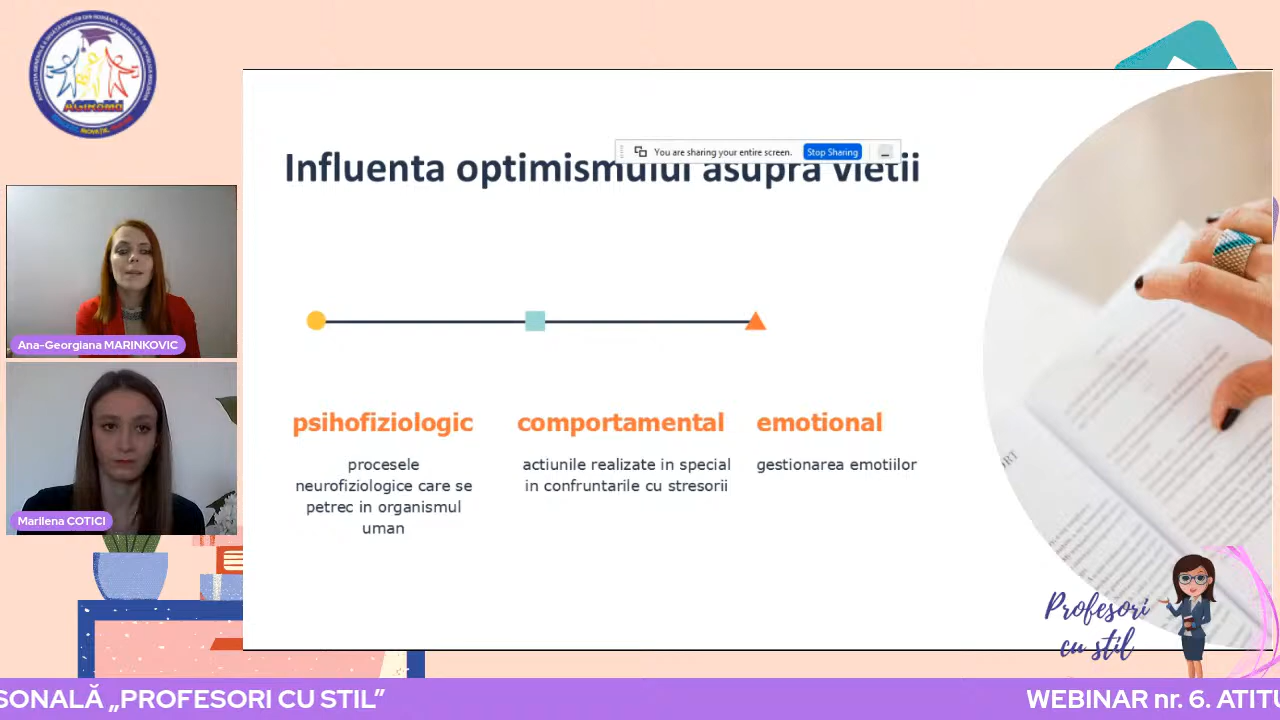 AGIRoMd
You are sharing your entire screen.
Stop Sharing
Influenta optimismului asupra vietii
psihofiziologic
procesele
neurofiziologice care se
petrec in organismul
uman
comportamental
actiunile realizate in special
in confruntarile cu stresorii
emotional
gestionarea emotiilor
Ana-Georgiana MARINKOVIC
Marilena COTICI
Profesori
cu stil
SONALĂ „PROFESORI CU STIL”
WEBINAR nr. 6. ATITU